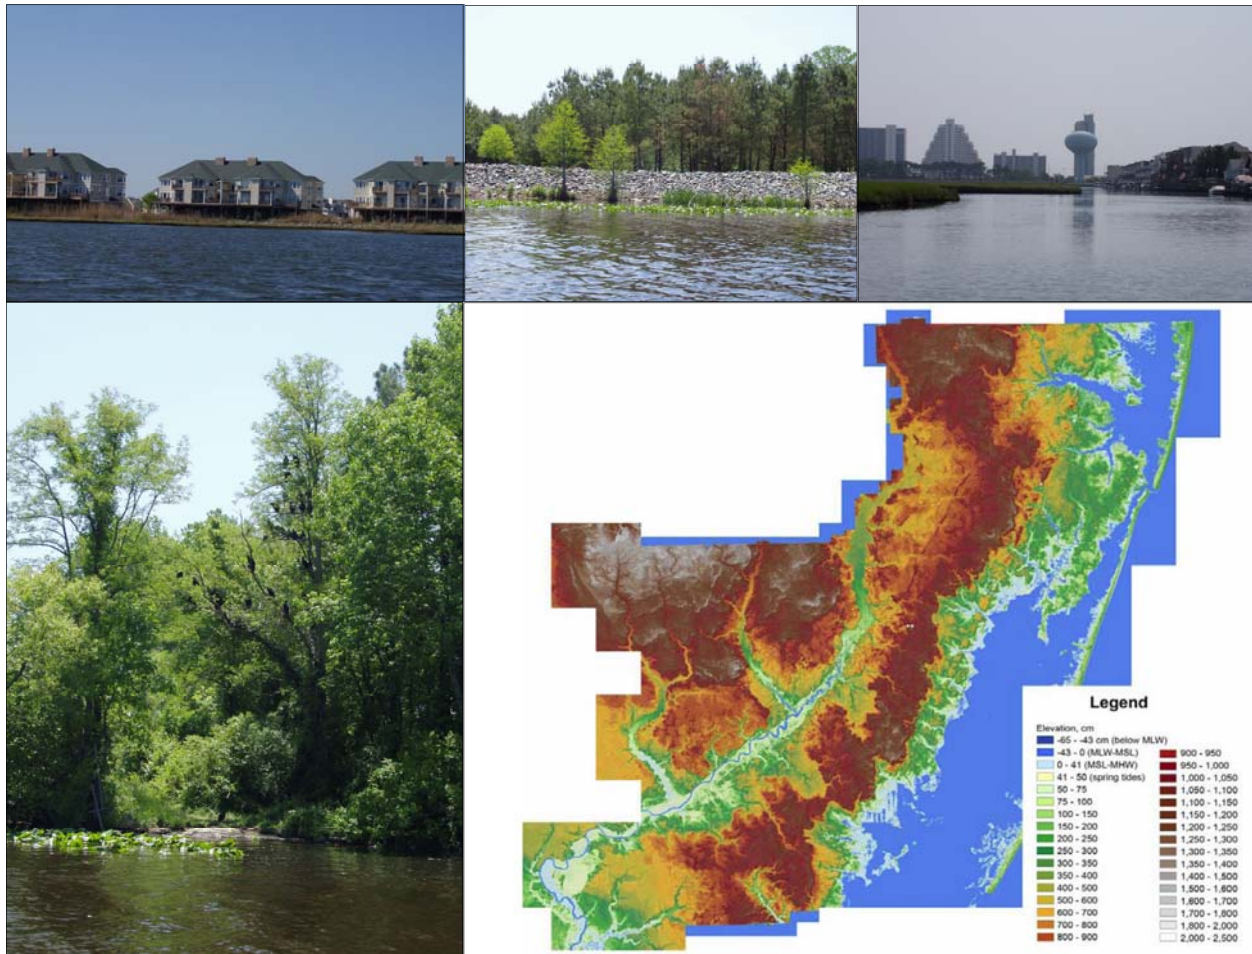 Legend
Elevation, cm
-65 - -43 cm (below MLW)
-43 - 0 (MLW-MSL)
0 - 41 (MSL-MHW)
41 - 50 (spring tides)
50 - 75
75 - 100
100 - 150
150 - 200
200 - 250
250 - 300
300 - 350
350 - 400
400 - 500
500 - 600
600 - 700
700 - 800
800 - 900
900 - 950
950 - 1,000
1,000 - 1,050
1,050 - 1,100
1,100 - 1,150
1,150 - 1,200
1,200 - 1,250
1,250 - 1,300
1,300 - 1,350
1,350 - 1,400
1,400 - 1,500
1,500 - 1,600
1,600 - 1,700
1,700 - 1,800
1,800 - 2,000
2,000 - 2,500